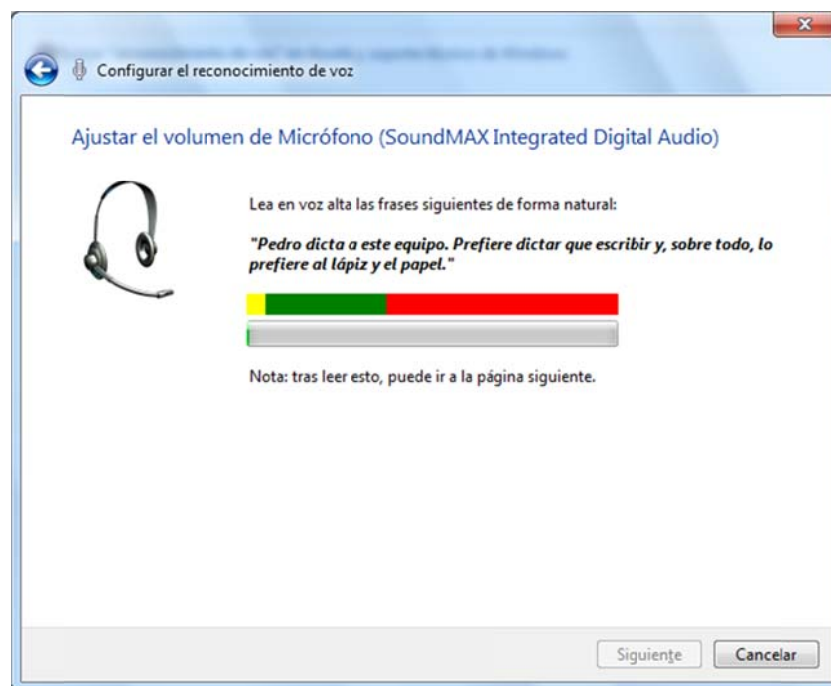 Configurar el reconocimiento de voz
Ajustar el volumen de Micrófono (SoundMAX Integrated Digital Audio)
Lea en voz alta las frases siguientes de forma natural:
"Pedro dicta a este equipo. Prefiere dictar que escribir y, sobre todo, lo
prefiere al lápiz y el papel."
Nota: tras leer esto, puede ir a la página siguiente.
Siguiente Cancelar